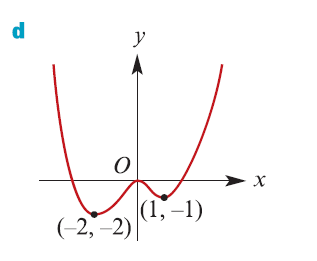 d
y
O
x
(–2, –2)
(1, –1)